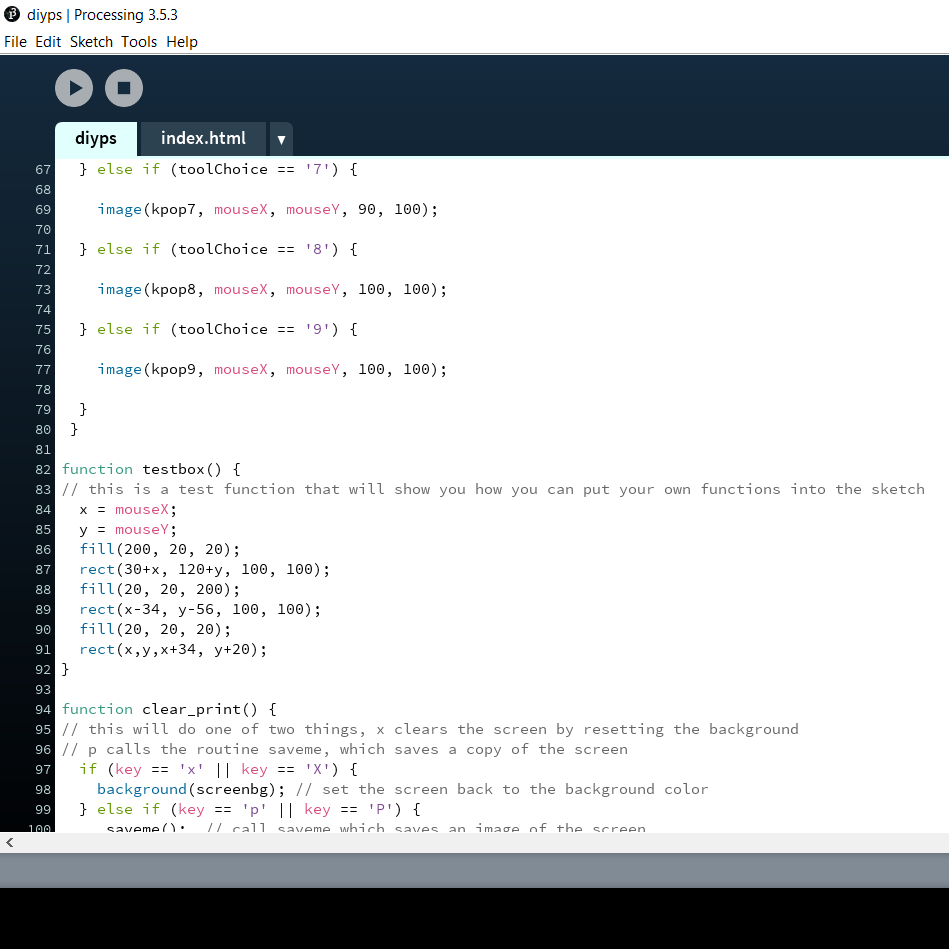 diyps | Processing 3.5.3
File Edit Sketch Tools Help
diyps index.html ▼
67 } else if (toolChoice == '7') {
68
69 image(kpop7, mouseX, mouseY, 90, 100);
70
71 } else if (toolChoice == '8') {
72
73 image(kpop8, mouseX, mouseY, 100, 100);
74
75 } else if (toolChoice == '9') {
76
77 image(kpop9, mouseX, mouseY, 100, 100);
78
79 }
80 }
81
82 function testbox() {
83 // this is a test function that will show you how you can put your own functions into the sketch
84 x = mouseX;
85 y = mouseY;
86 fill(200, 20, 20);
87 rect(30+x, 120+y, 100, 100);
88 fill(20, 20, 200);
89 rect(x-34, y-56, 100, 100);
90 fill(20, 20, 20);
91 rect(x,y,x+34, y+20);
92 }
93
94 function clear_print() {
95 // this will do one of two things, x clears the screen by resetting the background
96 // p calls the routine saveme, which saves a copy of the screen
97 if (key == 'x' || key == 'X') {
98 background(screenbg); // set the screen back to the background color
99 } else if (key == 'p' || key == 'P') {
100 saveme(); // call saveme which saves an image of the screen